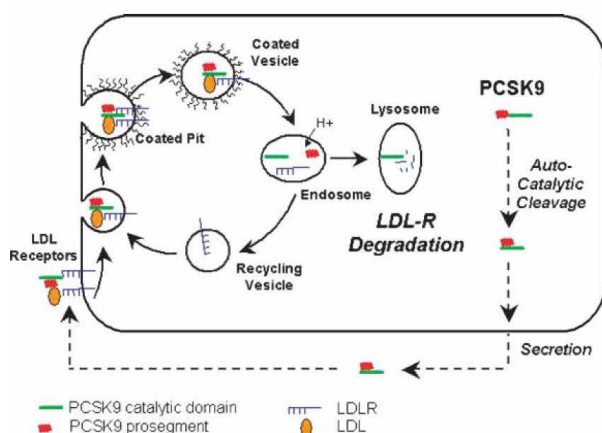 Coated
Vesicle
Coated Pit
H+
Endosome
Lysosome
PCSK9
Auto-
Catalytic
Cleavage
LDL-R
Degradation
LDL
Receptors
Recycling
Vesicle
Secretion
PCSK9 catalytic domain
PCSK9 prosegment
LDLR
LDL